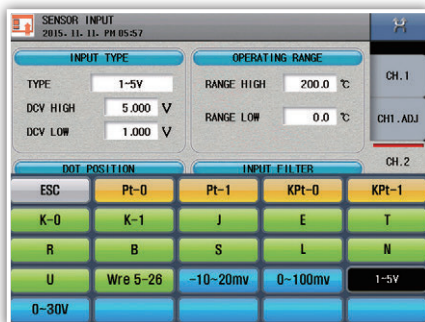 SENSOR INPUT
2015. 11. 11. PM 05:57
INPUT TYPE
OPERATING RANGE
TYPE 1~5V
RANGE HIGH 200.0 ℃
CH.1
DCV HIGH 5.000 V
RANGE LOW 0.0 ℃
CH1.ADJ
DCV LOW 1.000 V
DOT POSITION
INPUT FILTER
CH.2
ESC Pt-0 Pt-1 KPt-0 KPt-1
K-0 K-1 J E T
R B S L N
U Wre 5-26 -10~20mv 0~100mv 1~5V
0~30V